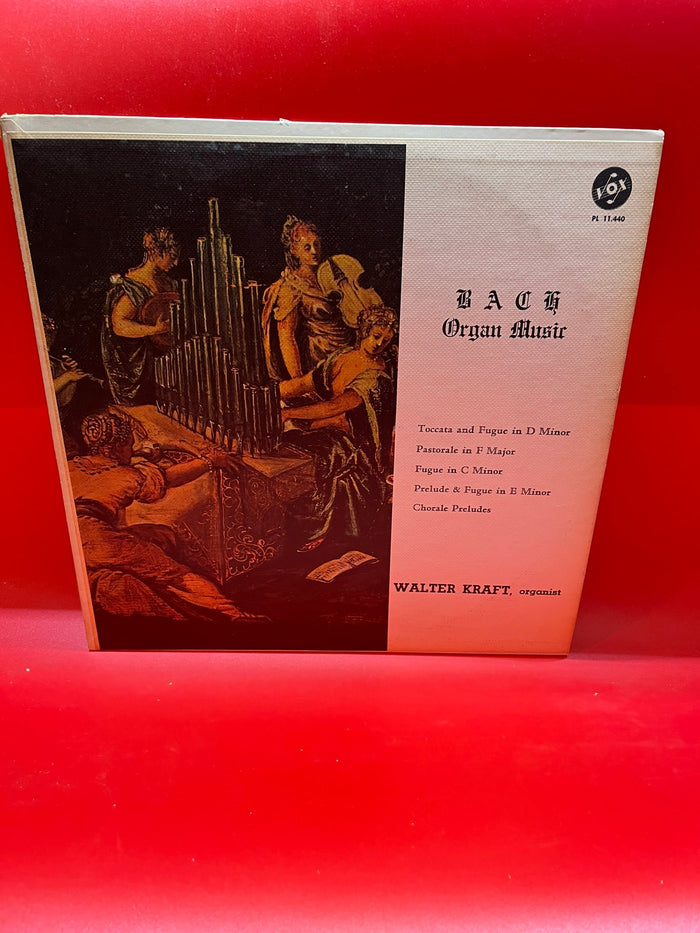 VOX
PL 11.440
BACH
Organ Music
Toccata and Fugue in D Minor
Pastorale in F Major
Fugue in C Minor
Prelude & Fugue in E Minor
Chorale Preludes
WALTER KRAFT, organist